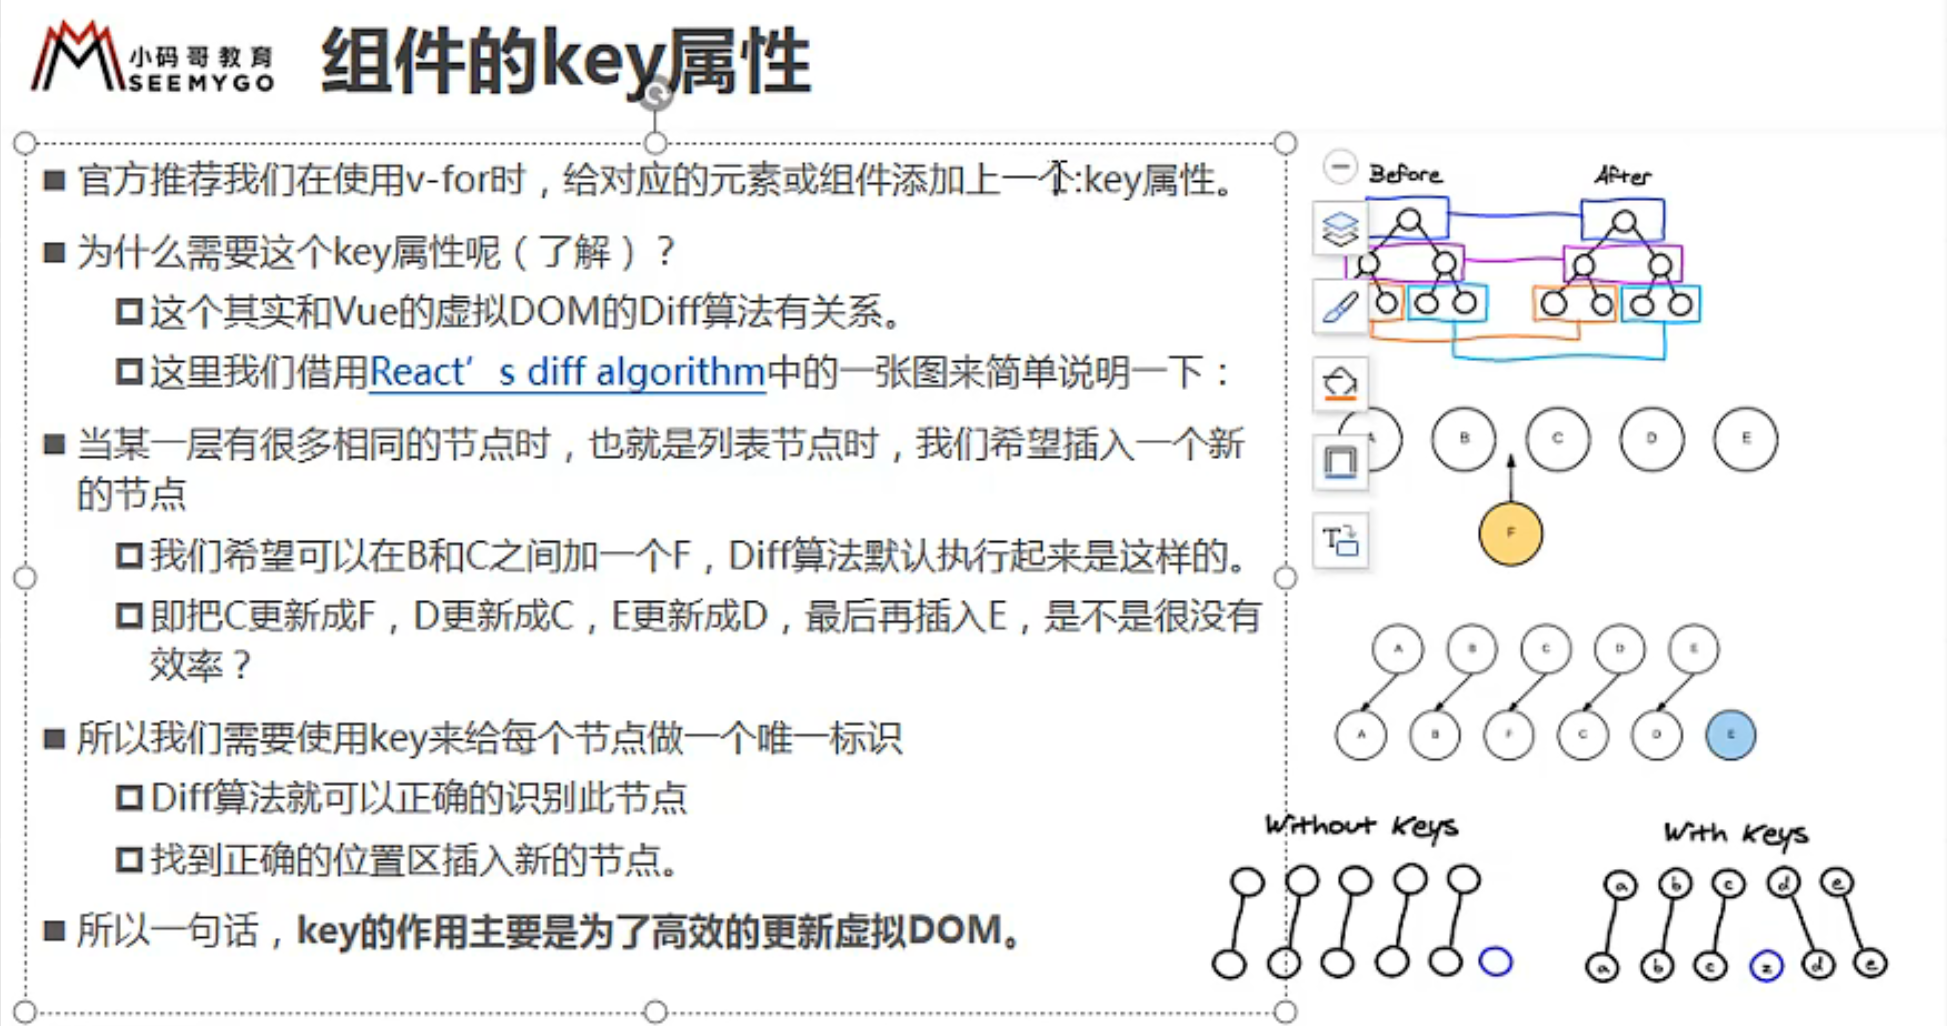 小码哥教育
SEEMYGO
组件的key属性
■ 官方推荐我们在使用v-for时，给对应的元素或组件添加上一个:key属性。
■ 为什么需要这个key属性呢（了解）？
这个其实和Vue的虚拟DOM的Diff算法有关系。
这里我们借用React’s diff algorithm中的一张图来简单说明一下：
■ 当某一层有很多相同的节点时，也就是列表节点时，我们希望插入一个新
的节点
我们希望可以在B和C之间加一个F，Diff算法默认执行起来是这样的。
即把C更新成F，D更新成C，E更新成D，最后再插入E，是不是很没有
效率？
■ 所以我们需要使用key来给每个节点做一个唯一标识
Diff算法就可以正确的识别此节点
找到正确的位置区插入新的节点。
■ 所以一句话，key的作用主要是为了高效的更新虚拟DOM。
Before After
A B C D E
F
A B C D E
A B F C D E
Without Keys
With Keys
a b c d e
a b c z d e